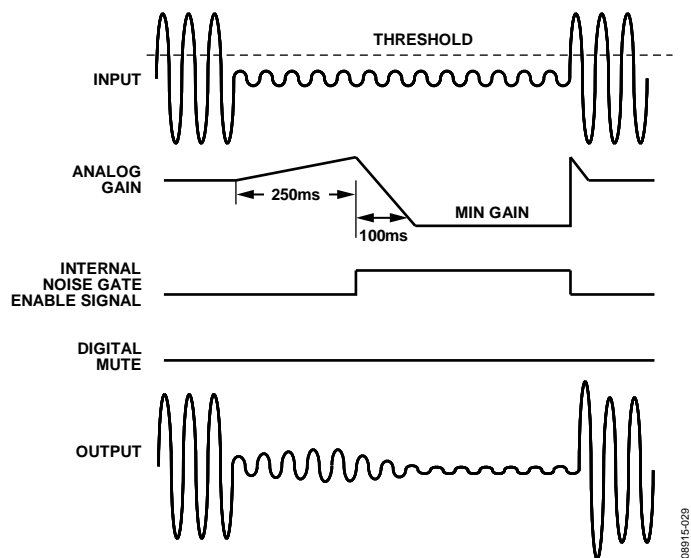 THRESHOLD
INPUT
ANALOG
GAIN
250ms
100ms
MIN GAIN
INTERNAL
NOISE GATE
ENABLE SIGNAL
DIGITAL
MUTE
OUTPUT
08915-029